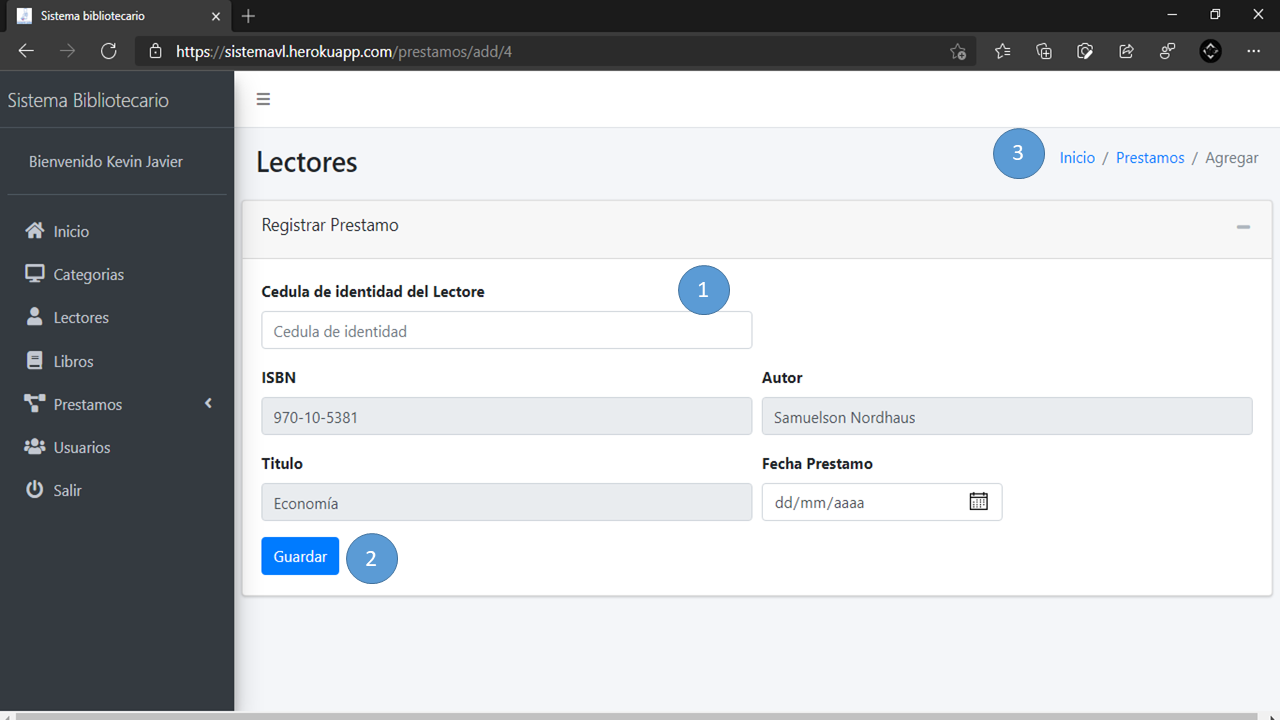 Sistema bibliotecario
https://sistemavl.herokuapp.com/prestamos/add/4
Sistema Bibliotecario
Bienvenido Kevin Javier
Inicio
Categorias
Lectores
Libros
Prestamos
Usuarios
Salir
Lectores
3
Inicio / Prestamos / Agregar
Registrar Prestamo
1
Cedula de identidad del Lectore
Cedula de identidad
ISBN
Autor
970-10-5381
Samuelson Nordhaus
Titulo
Fecha Prestamo
Economía
dd/mm/aaaa
Guardar
2